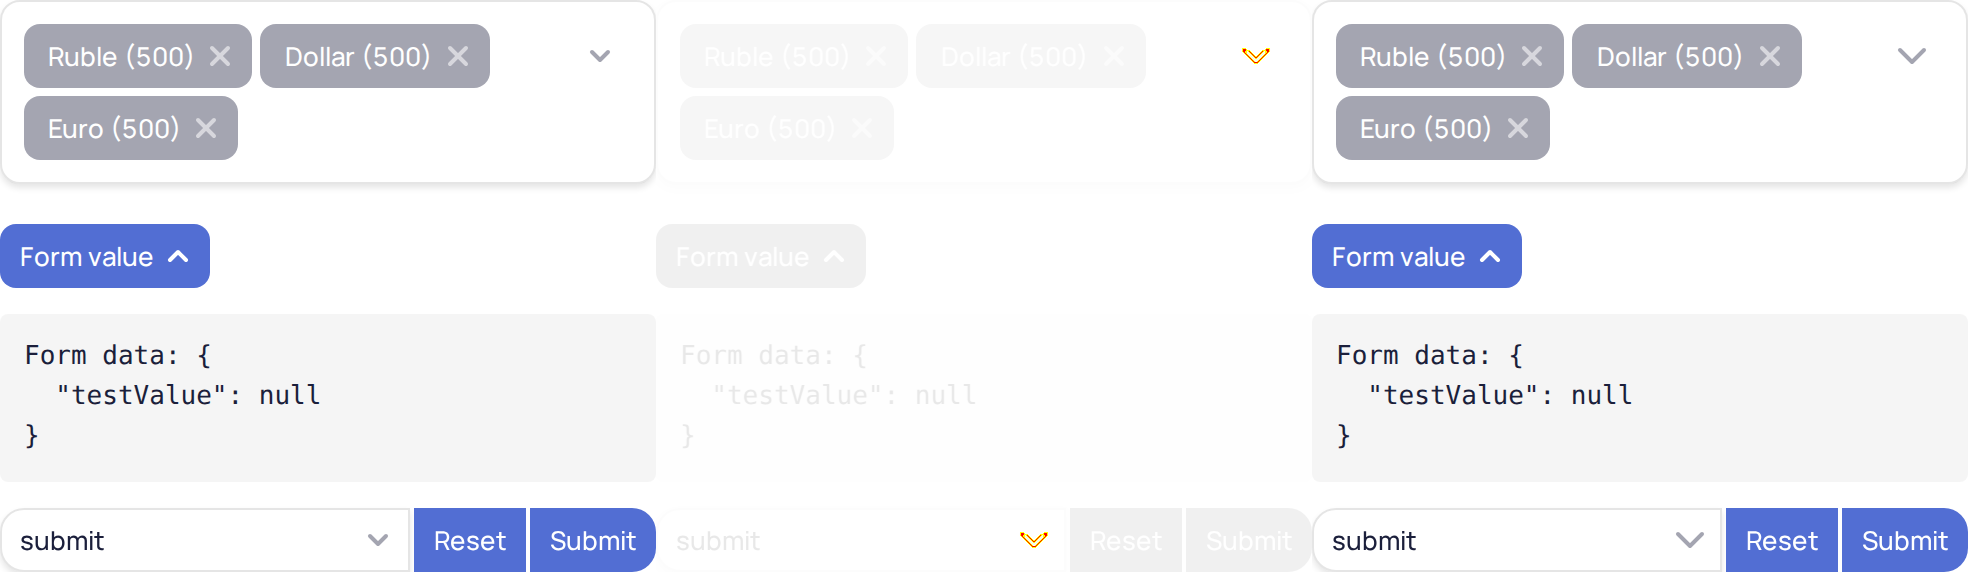 Ruble (500) Dollar (500)
Euro (500)
Form value
Form data: {
"testValue": null
}
submit Reset Submit
Ruble (500) Dollar (500)
Euro (500)
Form value
Form data: {
"testValue": null
}
submit Reset Submit
Ruble (500) Dollar (500)
Euro (500)
Form value
Form data: {
"testValue": null
}
submit Reset Submit